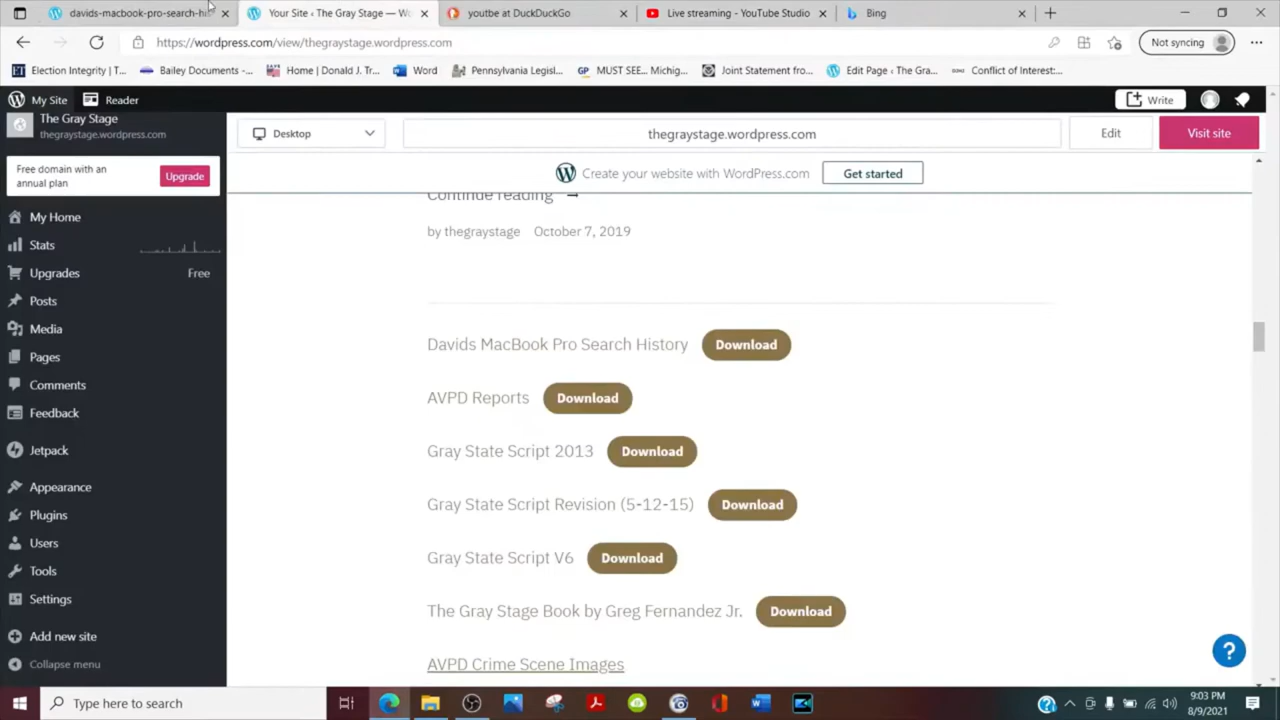 davids-macbook-pro-search-his
Your Site ‹ The Gray Stage — Wo
youtbe at DuckDuckGo
Live streaming - YouTube Studio
Bing
https://wordpress.com/view/thegraystage.wordpress.com
Not syncing
Election Integrity | T...
Bailey Documents -...
Home | Donald J. Tr...
Word
Pennsylvania Legisl...
MUST SEE... Michig...
Joint Statement fro...
Edit Page ‹ The Gra...
Conflict of Interest:...
My Site
Reader
Write
The Gray Stage
thegraystage.wordpress.com
Desktop
thegraystage.wordpress.com
Edit
Visit site
Free domain with an
annual plan
Upgrade
Create your website with WordPress.com
Get started
My Home
Stats
Upgrades
Free
Posts
Media
Pages
Comments
Feedback
Jetpack
Appearance
Plugins
Users
Tools
Settings
Add new site
Collapse menu
Continue reading →
by thegraystage October 7, 2019
Davids MacBook Pro Search History Download
AVPD Reports Download
Gray State Script 2013 Download
Gray State Script Revision (5-12-15) Download
Gray State Script V6 Download
The Gray Stage Book by Greg Fernandez Jr. Download
AVPD Crime Scene Images
?
Type here to search
9:03 PM
8/9/2021